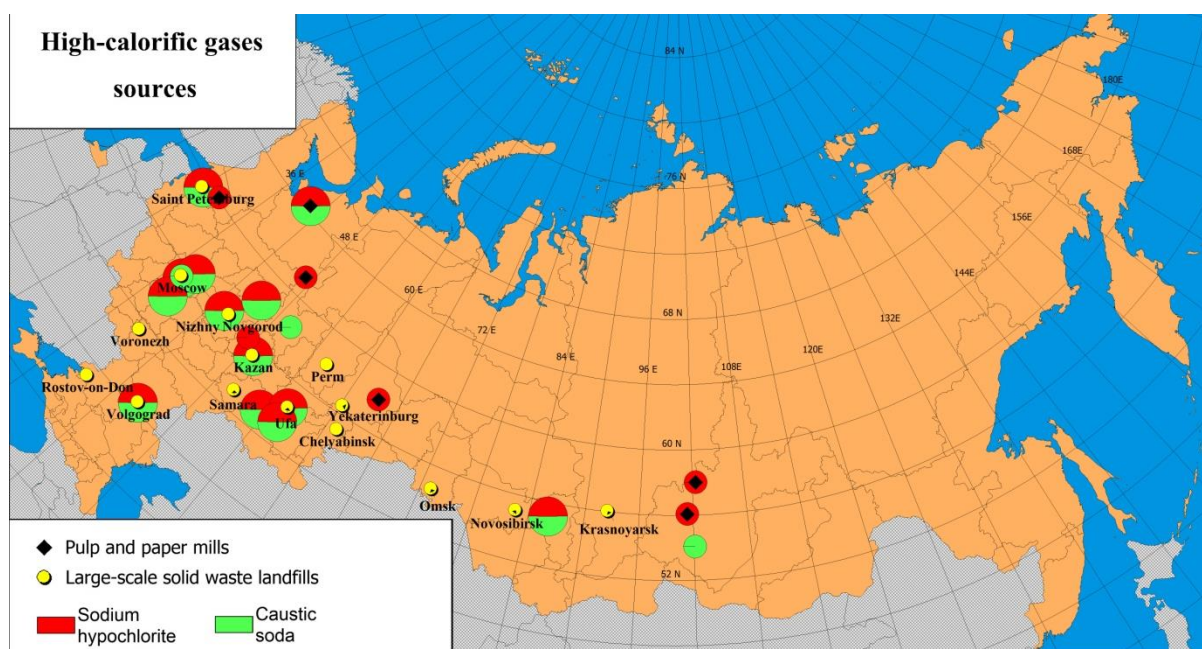 High-calorific gases
sources
84 N
180E
168E
76 N
36 E
156E
Saint Petersburg
48 E
144E
Moscow
60 E
68 N
132E
Nizhny Novgorod
72 E
Voronezh
84 E
120E
Kazan
96 E
108E
Perm
Rostov-on-Don
Samara
Yekaterinburg
Volgograd
Ufa
Chelyabinsk
60 N
Omsk
Novosibirsk
Krasnoyarsk
52 N
Pulp and paper mills
Large-scale solid waste landfills
Sodium
hypochlorite
Caustic
soda